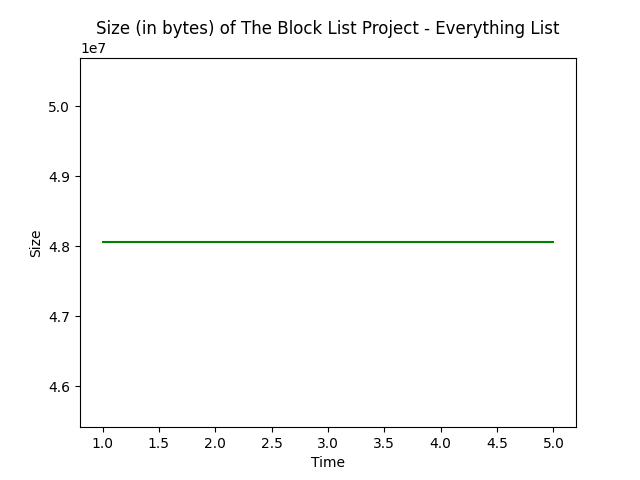 Size (in bytes) of The Block List Project - Everything List
1e7
5.0
4.9
4.8
4.7
4.6
Size
1.0 1.5 2.0 2.5 3.0 3.5 4.0 4.5 5.0
Time